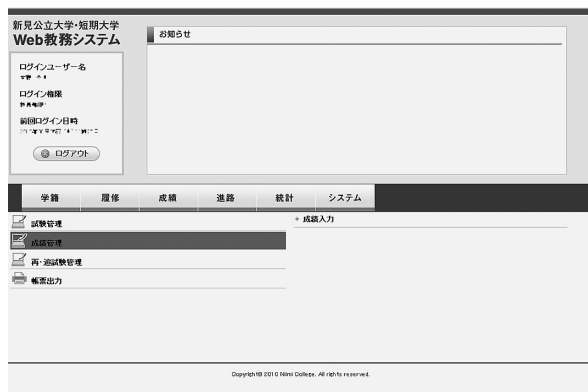 新見公立大学・短期大学
Web教務システム
お知らせ
ログインユーザー名
ログイン権限
前回ログイン日時
ログアウト
学籍 履修 成績 進路 統計 システム
試験管理
+ 成績入力
成績管理
再・追試験管理
帳票出力
Copyright© 2010 Niimi College. All rights reserved.